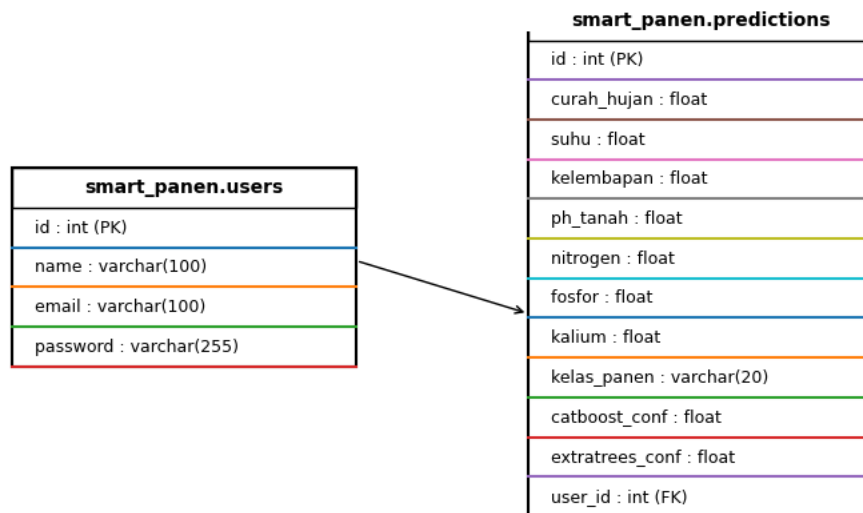 smart_panen.users
id : int (PK)
name : varchar(100)
email : varchar(100)
password : varchar(255)
smart_panen.predictions
id : int (PK)
curah_hujan : float
suhu : float
kelembapan : float
ph_tanah : float
nitrogen : float
fosfor : float
kalium : float
kelas_panen : varchar(20)
catboost_conf : float
extratrees_conf : float
user_id : int (FK)